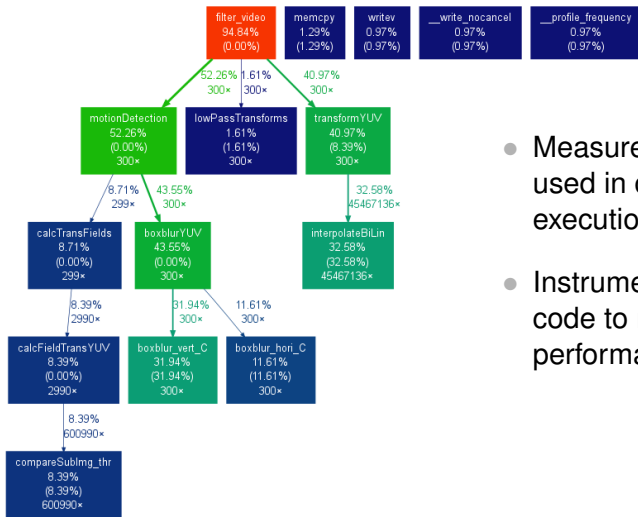 filter_video
94.84%
(0.00%)
memcpy
1.29%
(1.29%)
writev
0.97%
(0.97%)
__write_nocancel
0.97%
(0.97%)
__profile_frequency
0.97%
(0.97%)
52.26%
300×
1.61%
300×
40.97%
300×
motionDetection
52.26%
(0.00%)
300×
lowPassTransforms
1.61%
(1.61%)
300×
transformYUV
40.97%
(8.39%)
300×
8.71%
299×
43.55%
300×
32.58%
45467136×
calcTransFields
8.71%
(0.00%)
299×
boxblurYUV
43.55%
(0.00%)
300×
interpolateBiLin
32.58%
(32.58%)
45467136×
8.39%
2990×
31.94%
300×
11.61%
300×
calcFieldTransYUV
8.39%
(0.00%)
2990×
boxblur_vert_C
31.94%
(31.94%)
300×
boxblur_hori_C
11.61%
(11.61%)
300×
8.39%
600990×
compareSubImg_thr
8.39%
(8.39%)
600990×
Measure
used in
executio
Instrume
code to
performa